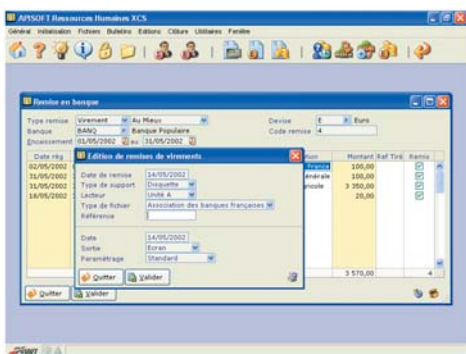 APISOFT Ressources Humaines XCS
Général Initialisation Fichiers Bulletins Editions Clôture Utilitaires Fenêtre
Remise en banque
Type remise Virement Au Mieux Devise E Euro
Banque BANQ Banque Populaire Code remise 4
Encaissement 01/05/2002 au 31/05/2002
Date règ Montant Ref Tiré Remis
02/05/2002 100,00
31/05/2002 100,00
31/05/2002 3 350,00
18/05/2002 20,00
Edition de remises de virements
Date de remise 14/05/2002
Type de support Disquette
Lecteur Unité A
Type de fichier Association des banques françaises
Référence
Date 14/05/2002
Sortie Ecran
Paramétrage Standard
Quitter Valider
3 570,00 4
Quitter Valider